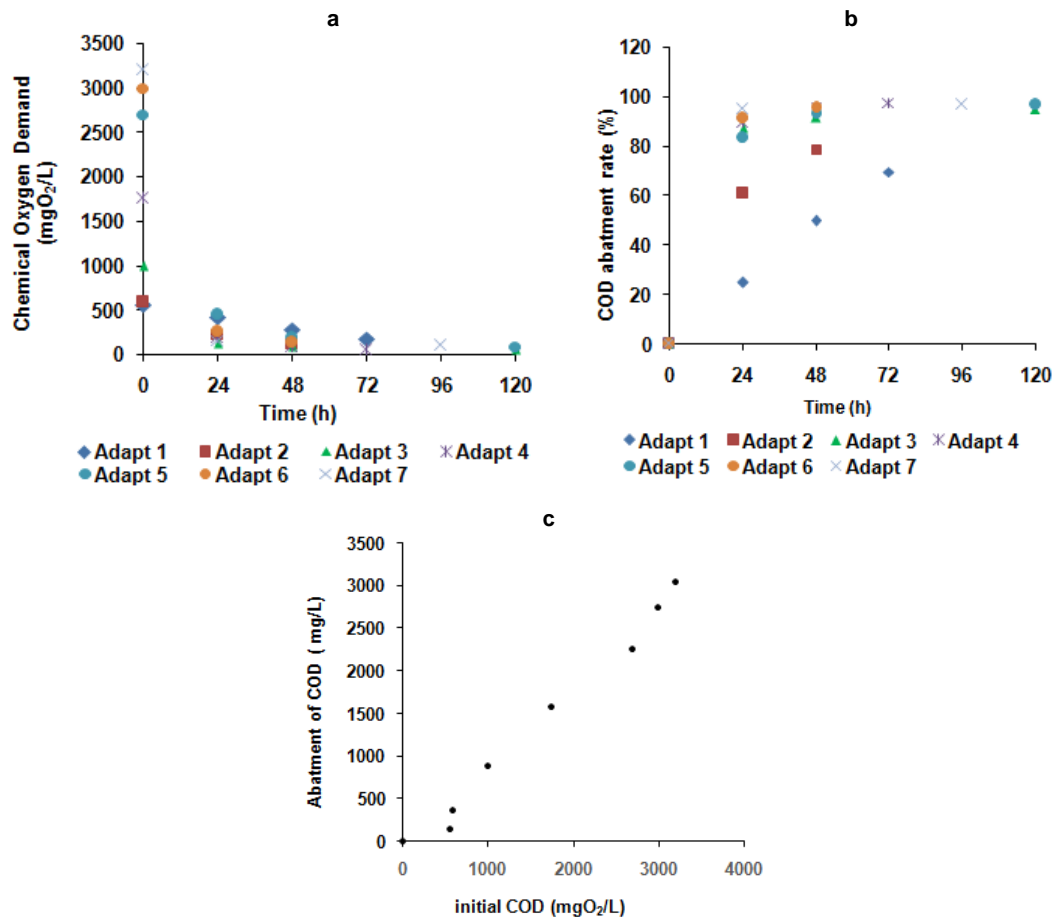 a
Chemical Oxygen Demand
(mgO₂/L)
3500
3000
2500
2000
1500
1000
500
0
0 24 48 72 96 120
Time (h)
Adapt 1 Adapt 2 Adapt 3 Adapt 4
Adapt 5 Adapt 6 Adapt 7
b
COD abatment rate (%)
120
100
80
60
40
20
0
0 24 48 72 96 120
Time (h)
Adapt 1 Adapt 2 Adapt 3 Adapt 4
Adapt 5 Adapt 6 Adapt 7
c
Abatment of COD ( mg/L)
3500
3000
2500
2000
1500
1000
500
0
0 1000 2000 3000 4000
initial COD (mgO₂/L)